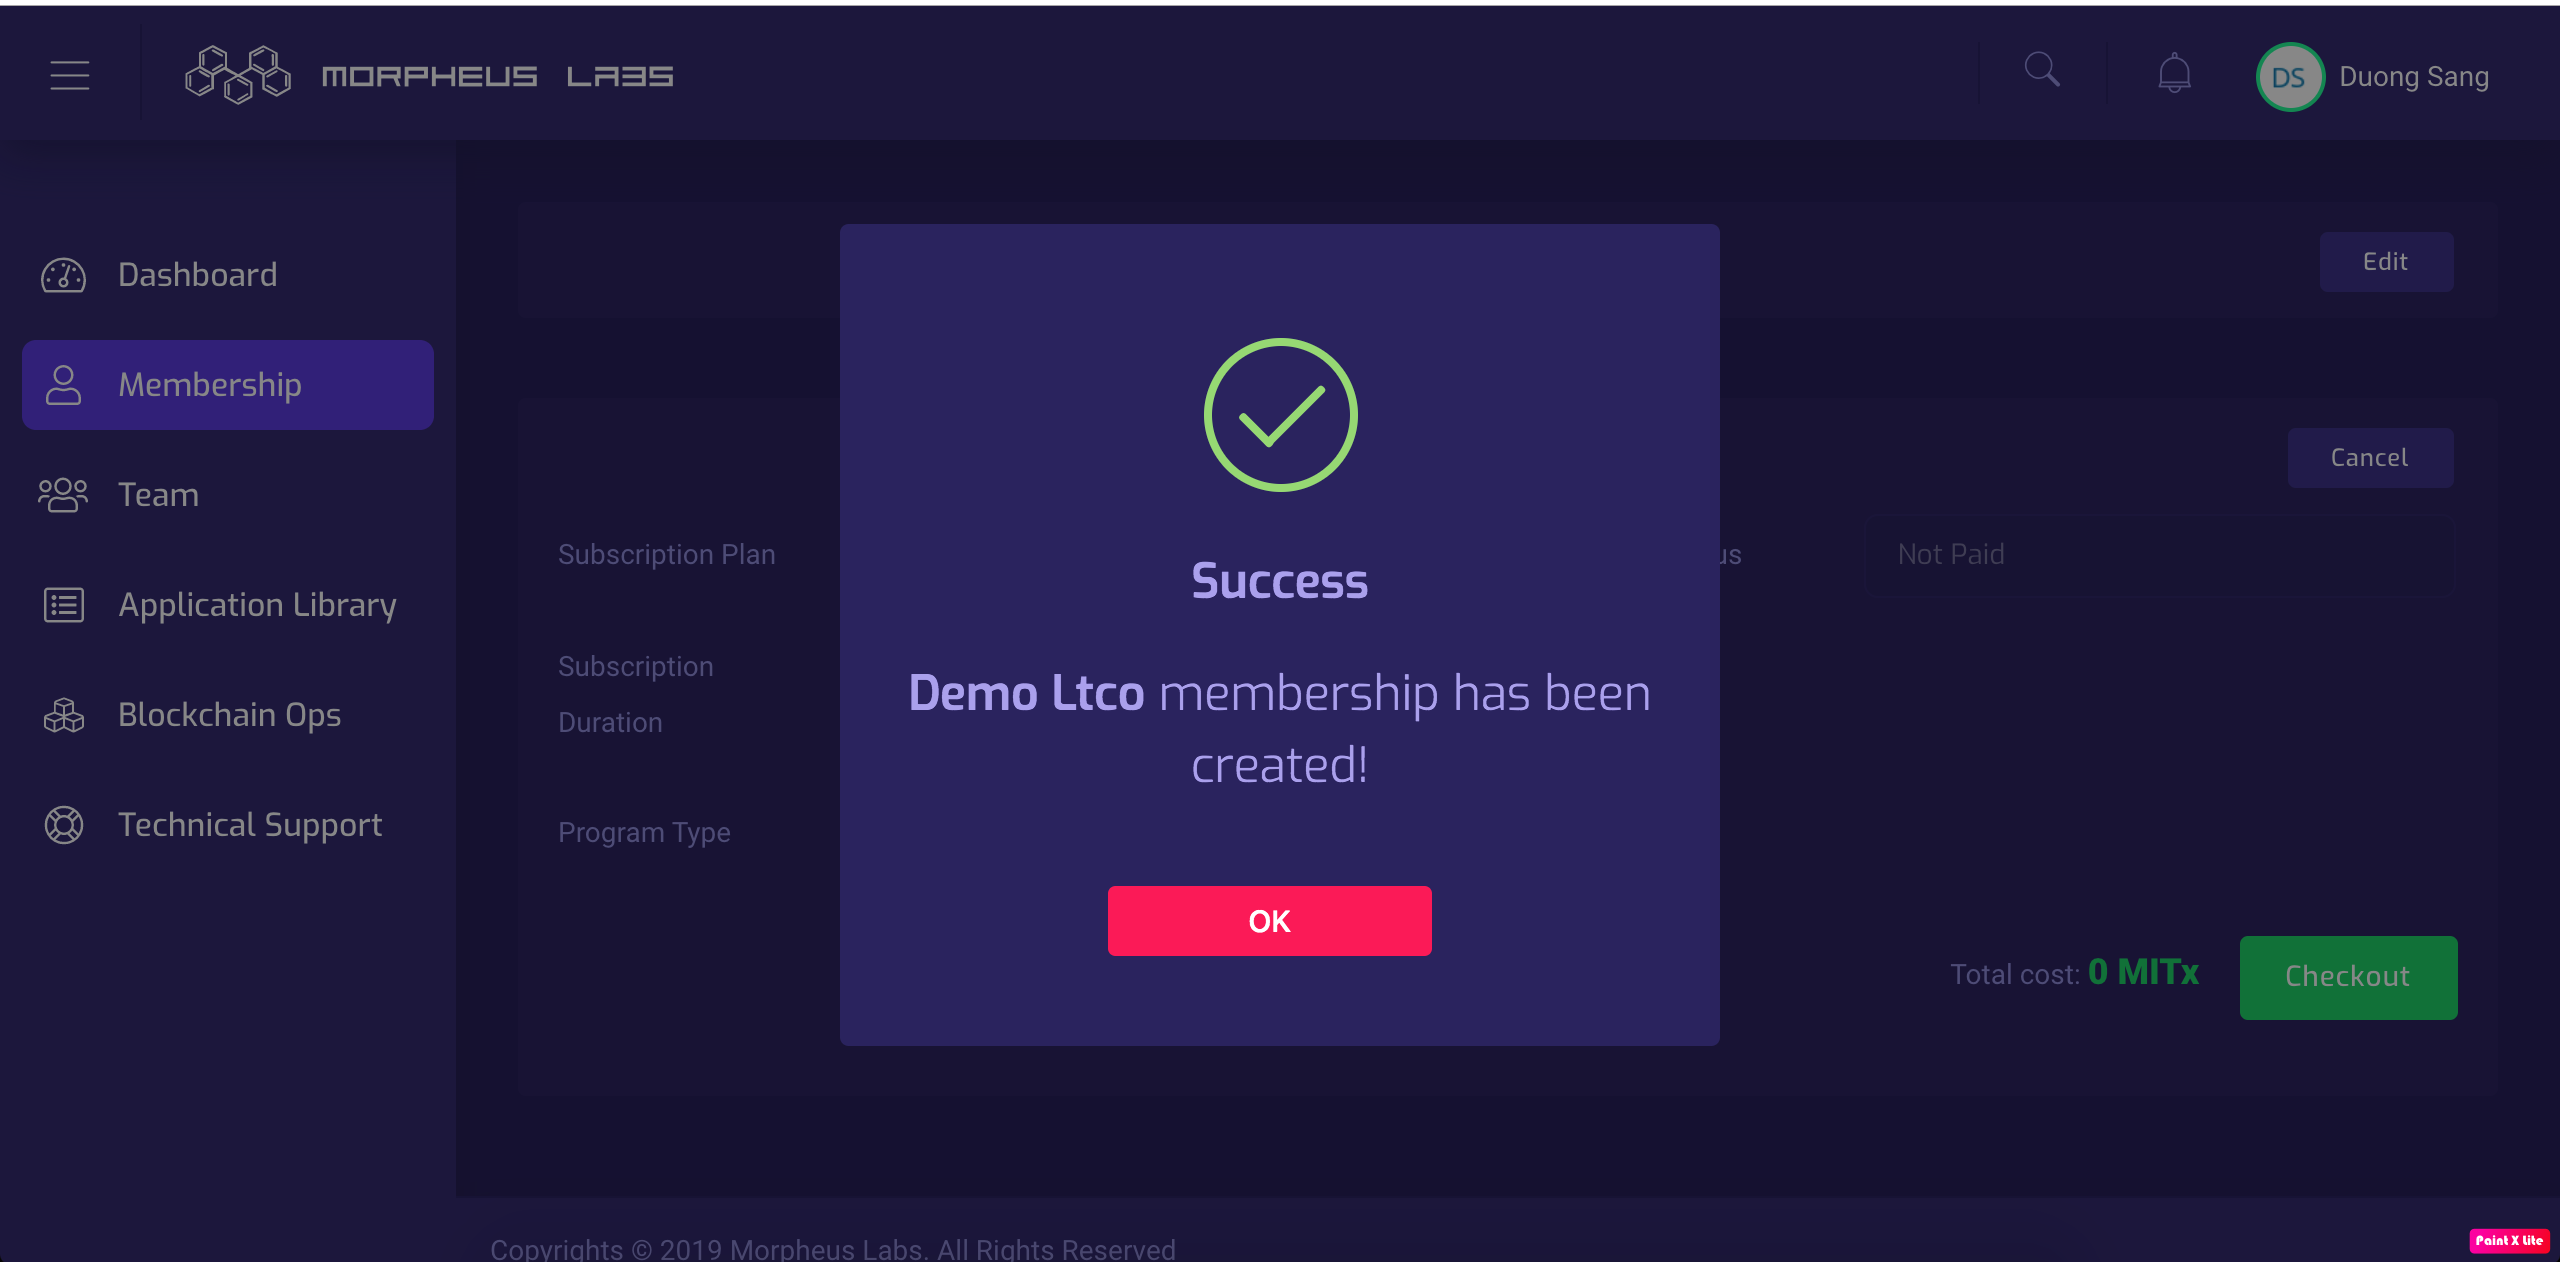 MORPHEUS LABS
DS Duong Sang
Dashboard
Membership
Team
Application Library
Blockchain Ops
Technical Support
Edit
Cancel
Subscription Plan
us
Not Paid
Subscription
Duration
Program Type
Success
Demo Ltco membership has been
created!
OK
Total cost: 0 MITx
Checkout
Copyrights © 2019 Morpheus Labs. All Rights Reserved
Paint X Lite